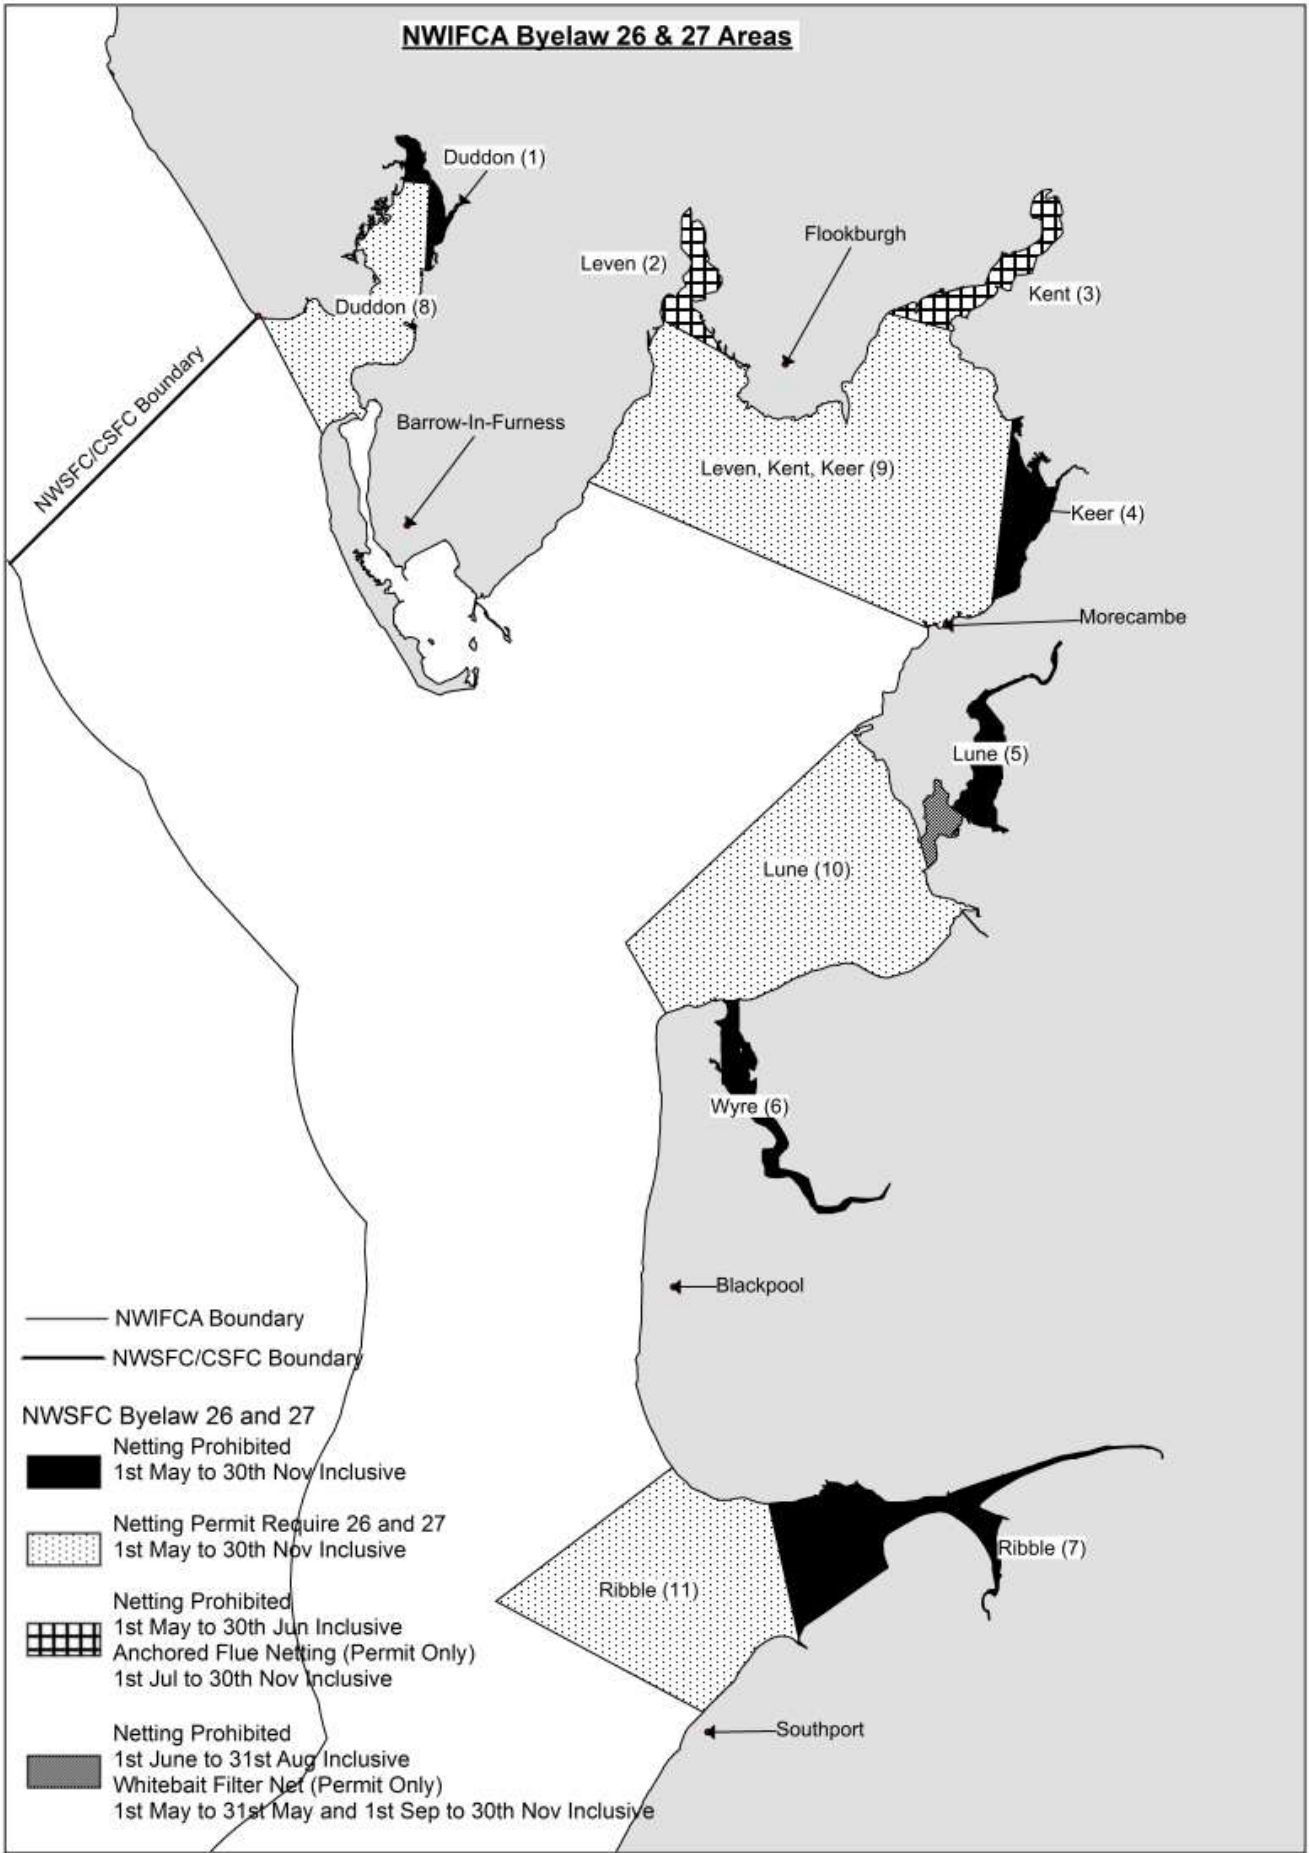 NWIFCA Byelaw 26 & 27 Areas
Duddon (1)
Flookburgh
Leven (2)
Kent (3)
Duddon (8)
NWSFC/CSFC Boundary
Barrow-In-Furness
Leven, Kent, Keer (9)
Keer (4)
Morecambe
Lune (5)
Lune (10)
Wyre (6)
Blackpool
NWIFCA Boundary
NWSFC/CSFC Boundary
NWSFC Byelaw 26 and 27
Netting Prohibited
1st May to 30th Nov Inclusive
Netting Permit Require 26 and 27
1st May to 30th Nov Inclusive
Ribble (7)
Ribble (11)
Netting Prohibited
1st May to 30th Jun Inclusive
Anchored Flue Netting (Permit Only)
1st Jul to 30th Nov Inclusive
Southport
Netting Prohibited
1st June to 31st Aug Inclusive
Whitebait Filter Net (Permit Only)
1st May to 31st May and 1st Sep to 30th Nov Inclusive